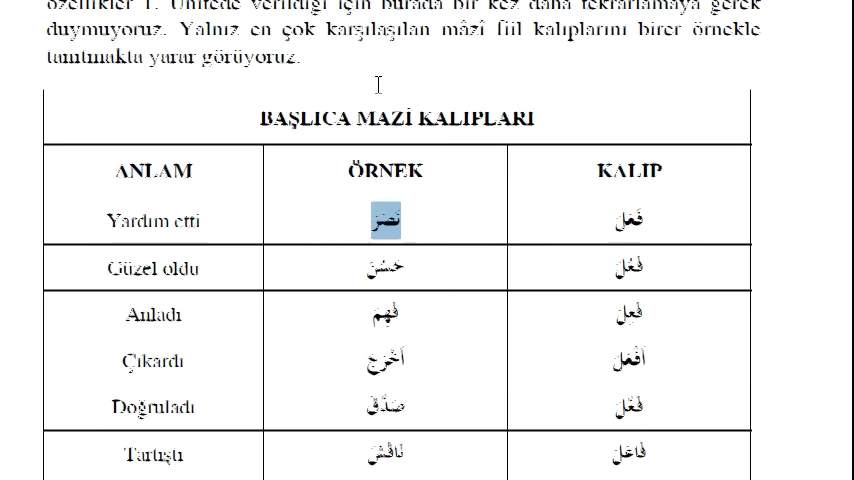 özellikler 1. Ünitede verildiği için burada bir kez daha tekrarlamaya gerek
duymuyoruz. Yalnız en çok karşılaşılan mâzî fiil kalıplarını birer örnekle
tanıtmakta yarar görüyoruz.
BAŞLICA MAZİ KALIPLARI
ANLAM ÖRNEK KALIP
Yardım etti نَصَرَ فَعَلَ
Güzel oldu حَسُنَ فَعُلَ
Anladı فَهِمَ فَعِلَ
Çıkardı أَخْرَجَ أَفْعَلَ
Doğruladı صَدَّقَ فَعَّلَ
Tartıştı نَاقَشَ فَاعَلَ